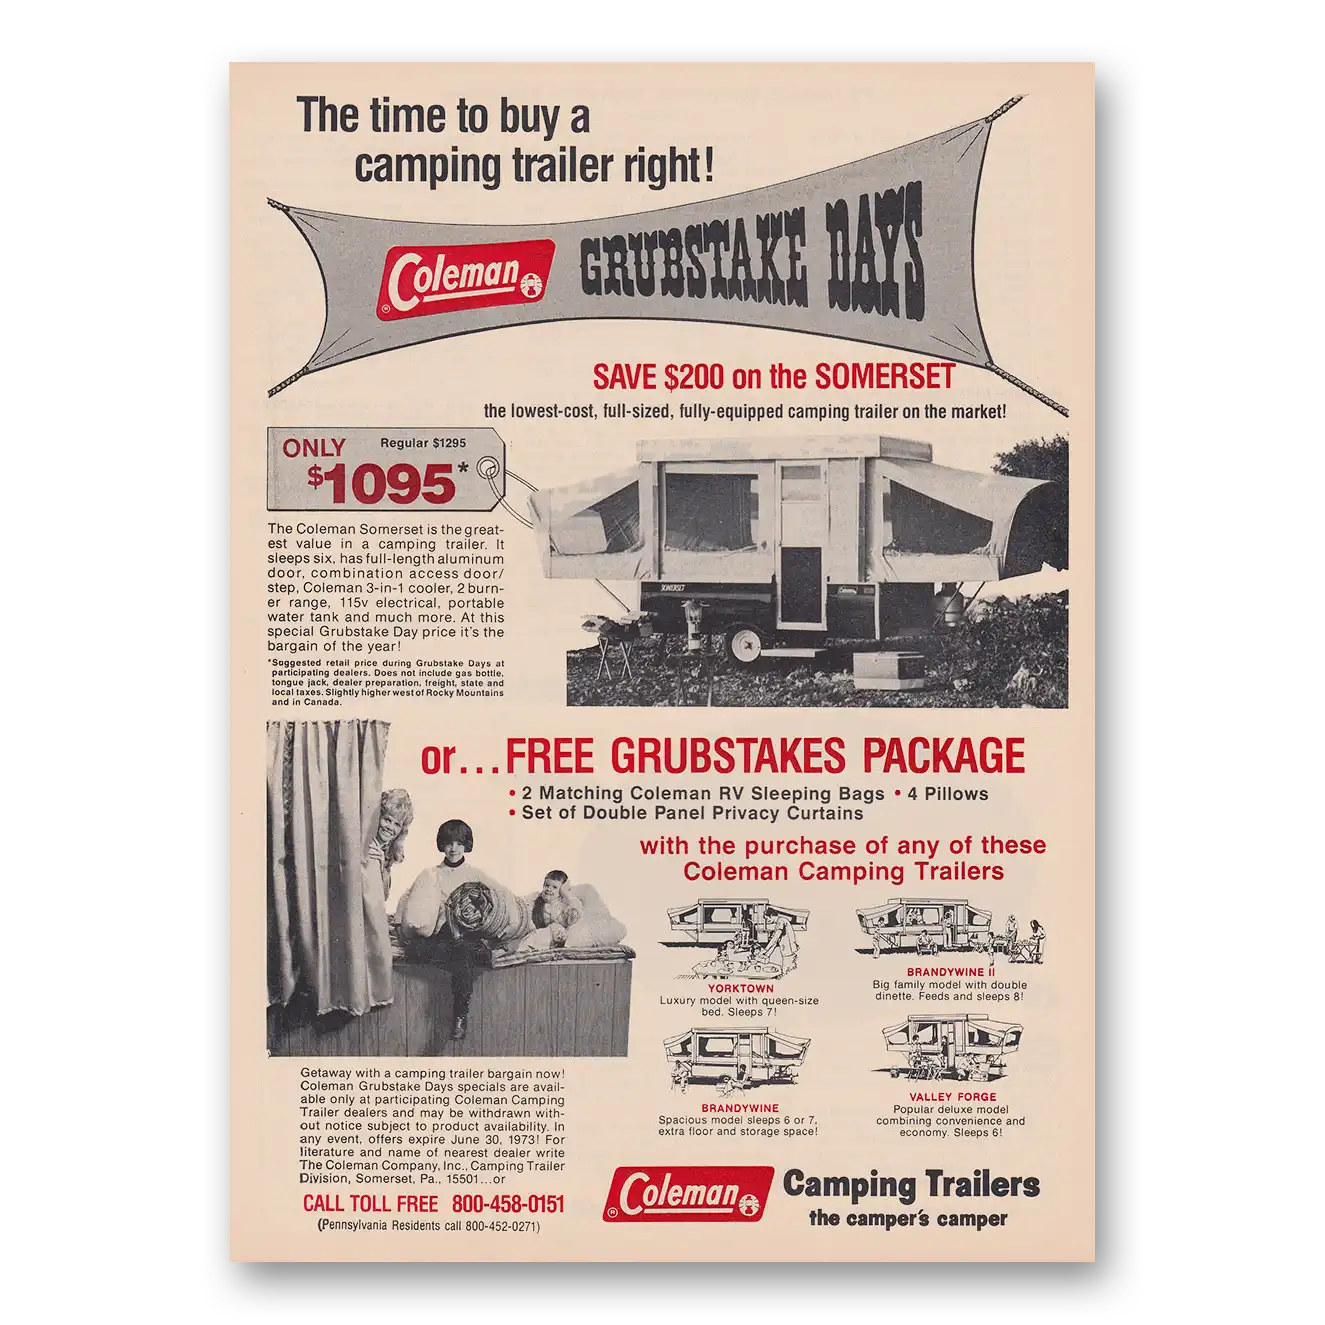 The time to buy a
camping trailer right!
Coleman ®
GRUBSTAKE DAYS
SAVE $200 on the SOMERSET
the lowest-cost, full-sized, fully-equipped camping trailer on the market!
ONLY Regular $1295
$1095*
The Coleman Somerset is the great-
est value in a camping trailer. It
sleeps six, has full-length aluminum
door, combination access door/
step, Coleman 3-in-1 cooler, 2 burn-
er range, 115v electrical, portable
water tank and much more. At this
special Grubstake Day price it's the
bargain of the year!
*Suggested retail price during Grubstake Days at
participating dealers. Does not include gas bottle,
tongue jack, dealer preparation, freight, state and
local taxes. Slightly higher west of Rocky Mountains
and in Canada.
SOMERSET
Coleman
or...FREE GRUBSTAKES PACKAGE
• 2 Matching Coleman RV Sleeping Bags • 4 Pillows
• Set of Double Panel Privacy Curtains
with the purchase of any of these
Coleman Camping Trailers
YORKTOWN
Luxury model with queen-size
bed. Sleeps 7!
BRANDYWINE II
Big family model with double
dinette. Feeds and sleeps 8!
BRANDYWINE
Spacious model sleeps 6 or 7,
extra floor and storage space!
VALLEY FORGE
Popular deluxe model
combining convenience and
economy. Sleeps 6!
Getaway with a camping trailer bargain now!
Coleman Grubstake Days specials are avail-
able only at participating Coleman Camping
Trailer dealers and may be withdrawn with-
out notice subject to product availability. In
any event, offers expire June 30, 1973! For
literature and name of nearest dealer write
The Coleman Company, Inc., Camping Trailer
Division, Somerset, Pa., 15501...or
CALL TOLL FREE 800-458-0151
(Pennsylvania Residents call 800-452-0271)
Coleman ®
Camping Trailers
the camper's camper